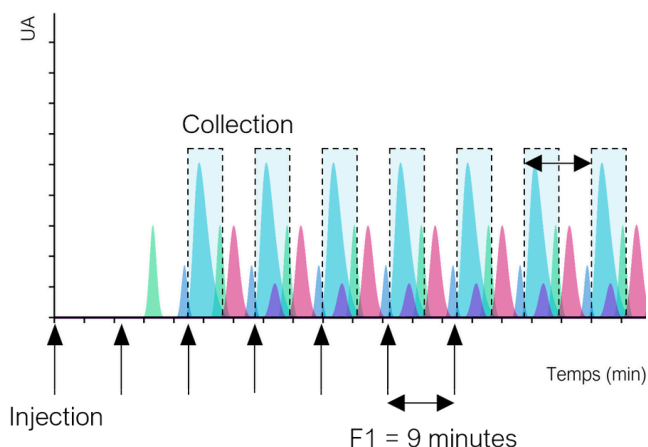 UA
Collection
Temps (min)
Injection
F1 = 9 minutes